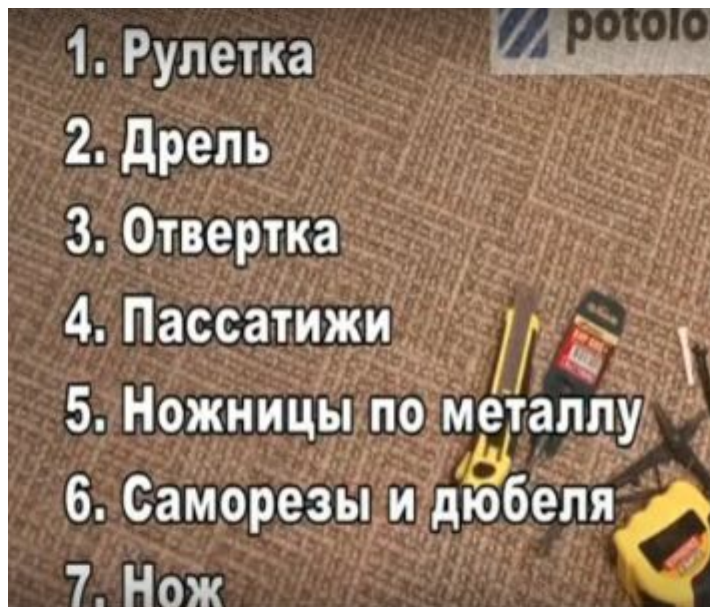 potolo
1. Рулетка
2. Дрель
3. Отвертка
4. Пассатижи
5. Ножницы по металлу
6. Саморезы и дюбеля
7. Нож